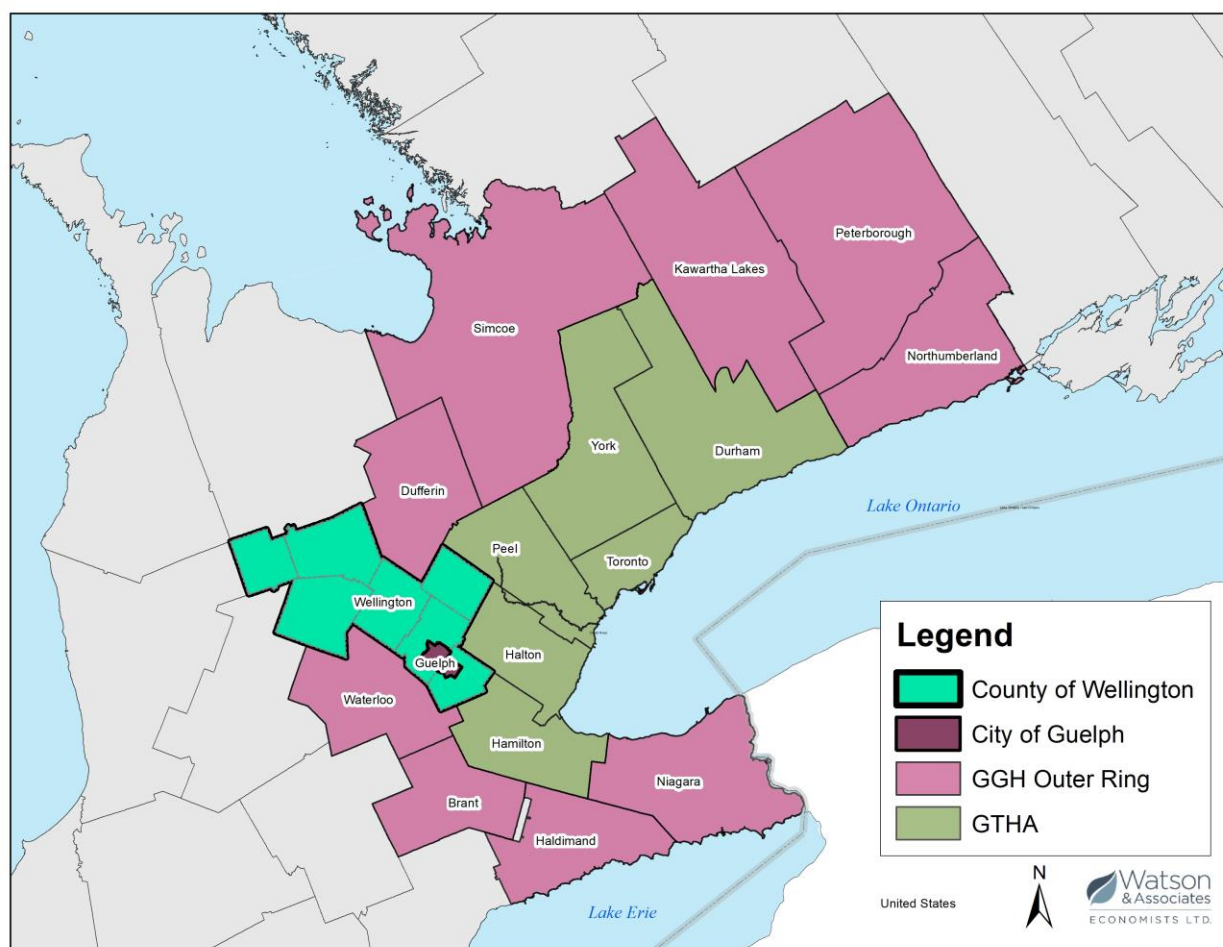 Peterborough
Kawartha Lakes
Simcoe
Northumberland
York
Durham
Dufferin
Lake Ontario
Peel
Toronto
Wellington
Halton
Guelph
Waterloo
Hamilton
Niagara
Brant
Haldimand
Lake Erie
Legend
County of Wellington
City of Guelph
GGH Outer Ring
GTHA
United States
N
Watson
& Associates
ECONOMISTS LTD.